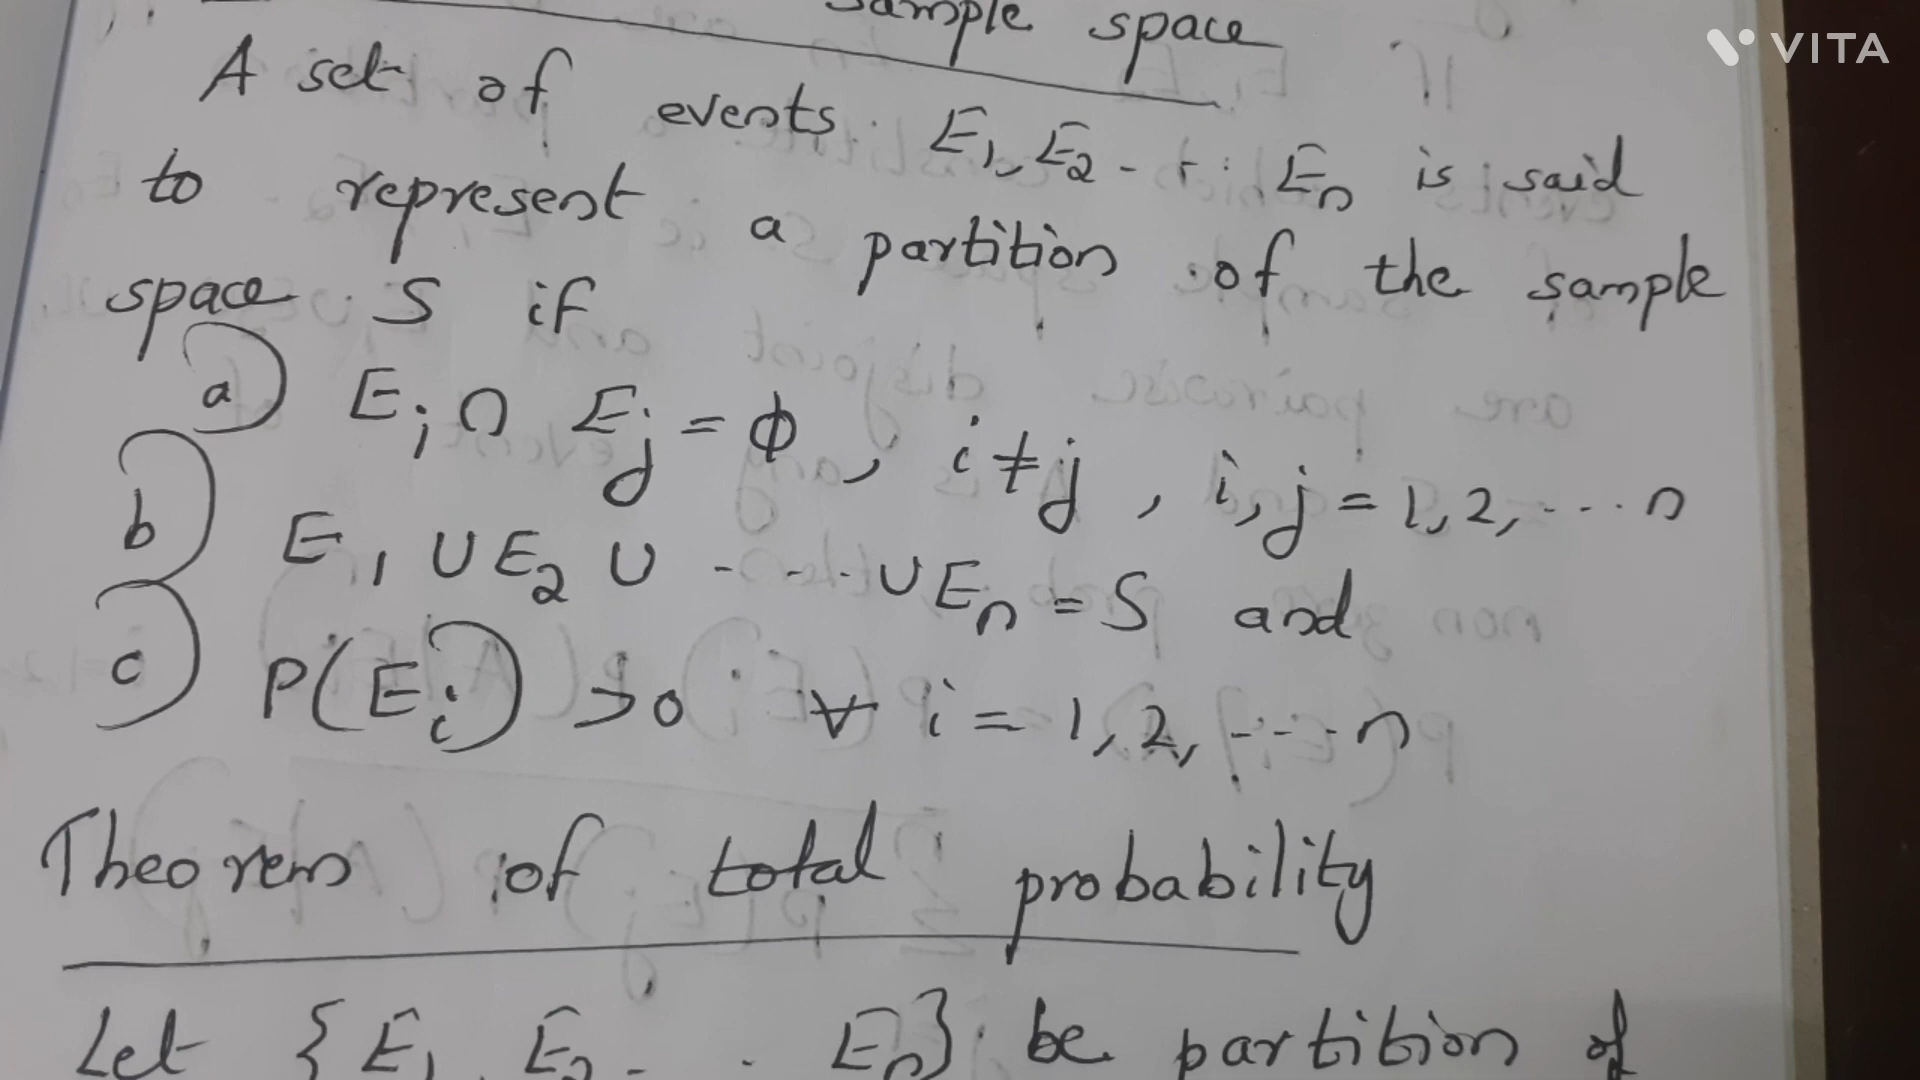 sample space
VITA
A set of events E₁, E₂ - - . Eₙ is said
to represent a partition of the sample
space S if
a) Eᵢ ∩ Eⱼ = ϕ, i ≠ j, i, j = 1, 2, ... n
b) E₁ ∪ E₂ ∪ - - - ∪ Eₙ = S and
c) P(Eᵢ) > 0 ∀ i = 1, 2, - - - n
Theorem of total probability
Let {E₁, E₂ - . Eₙ} be partition of